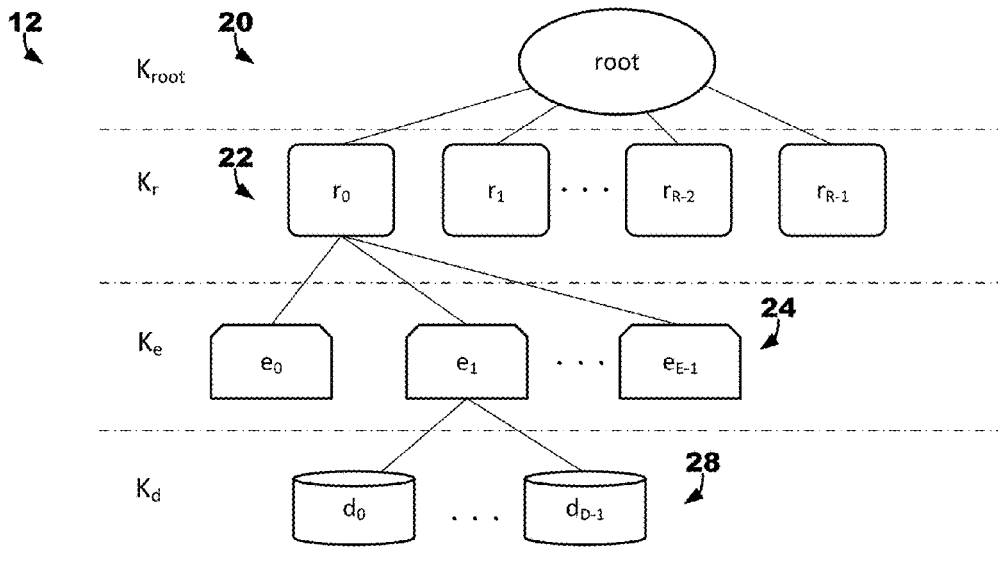 12 20
K_root root
22
K_r r_0 r_1 . . . r_R-2 r_R-1
24
K_e e_0 e_1 . . . e_E-1
28
K_d d_0 . . . d_D-1